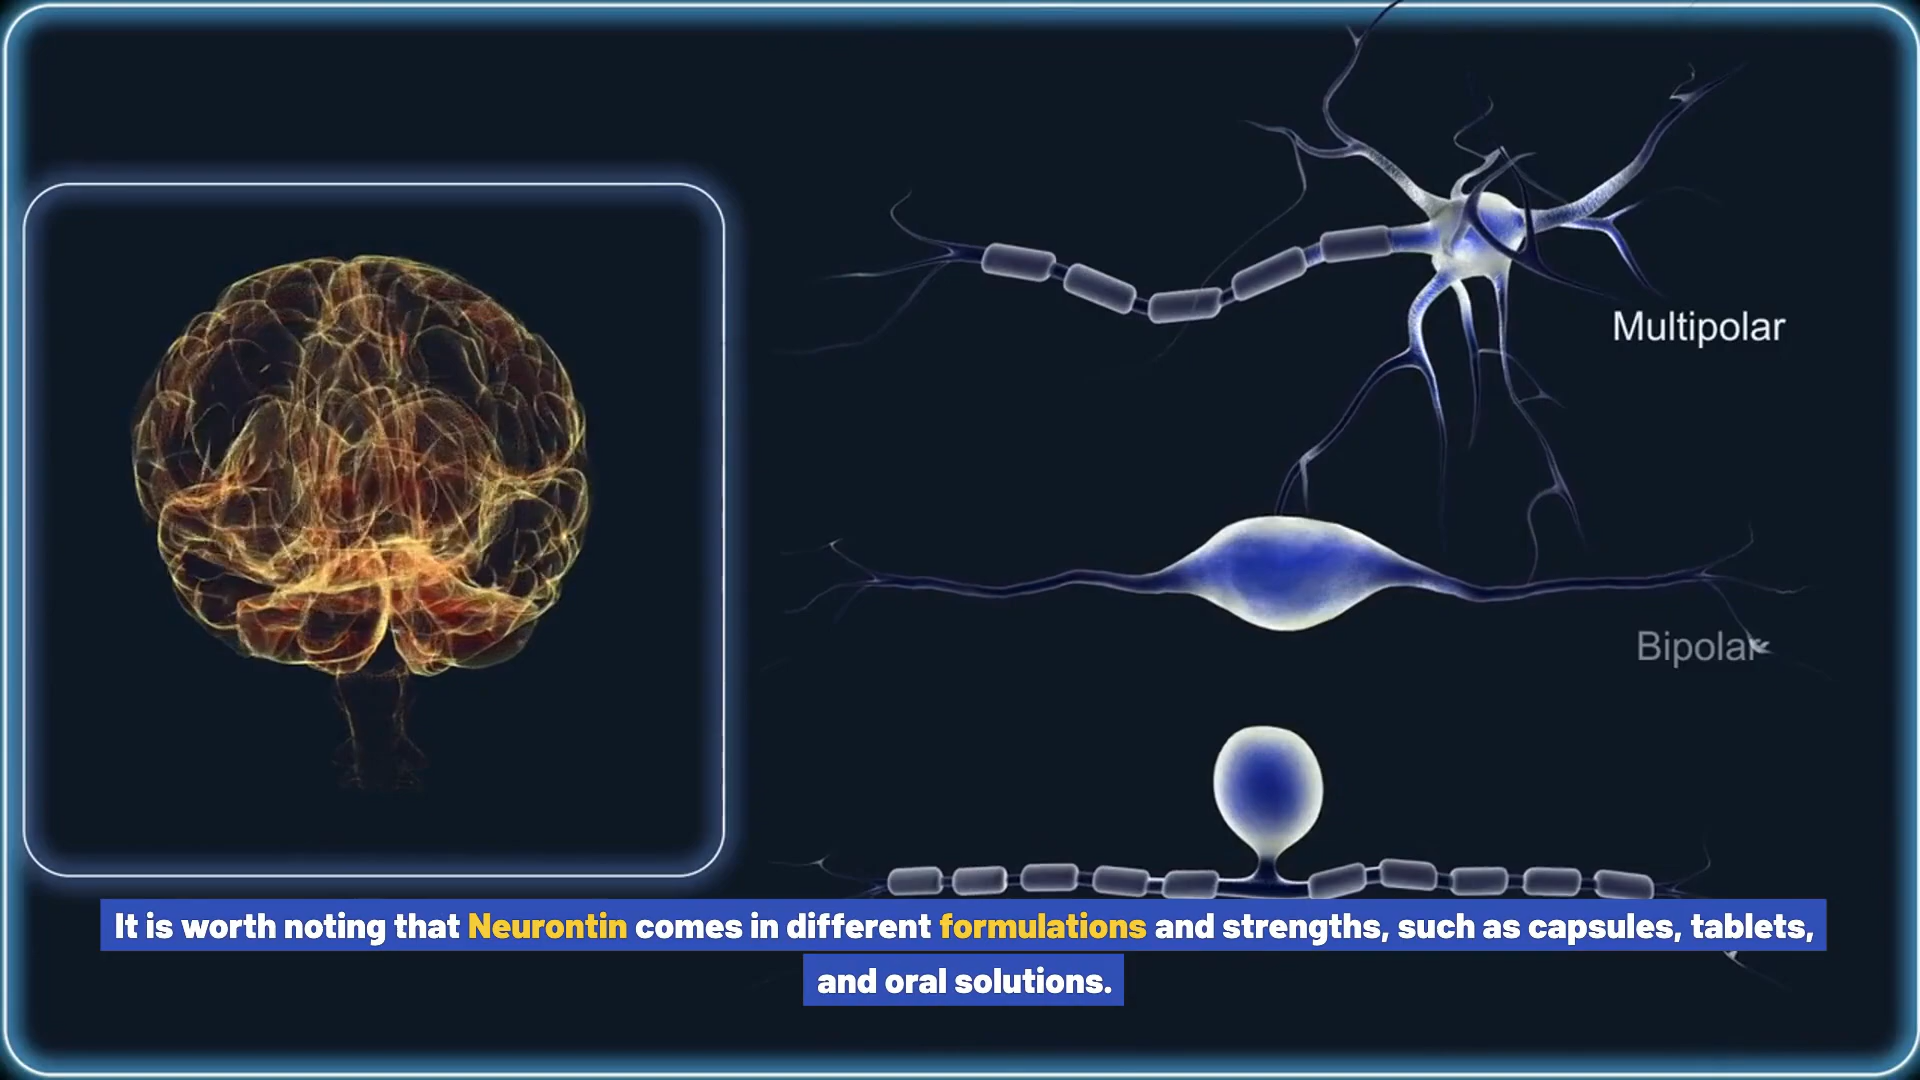 Multipolar
Bipolar
It is worth noting that Neurontin comes in different formulations and strengths, such as capsules, tablets,
and oral solutions.